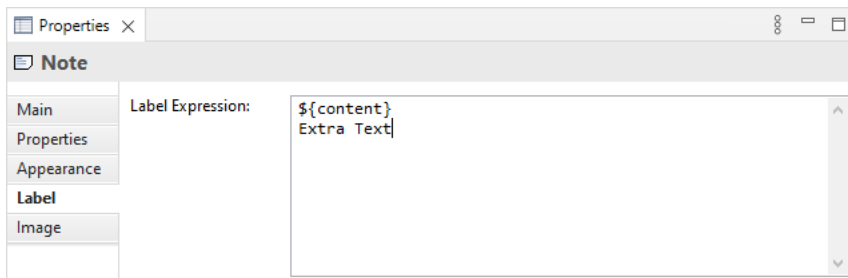 Properties
Note
Main
Properties
Appearance
Label
Image
Label Expression:
${content}
Extra Text